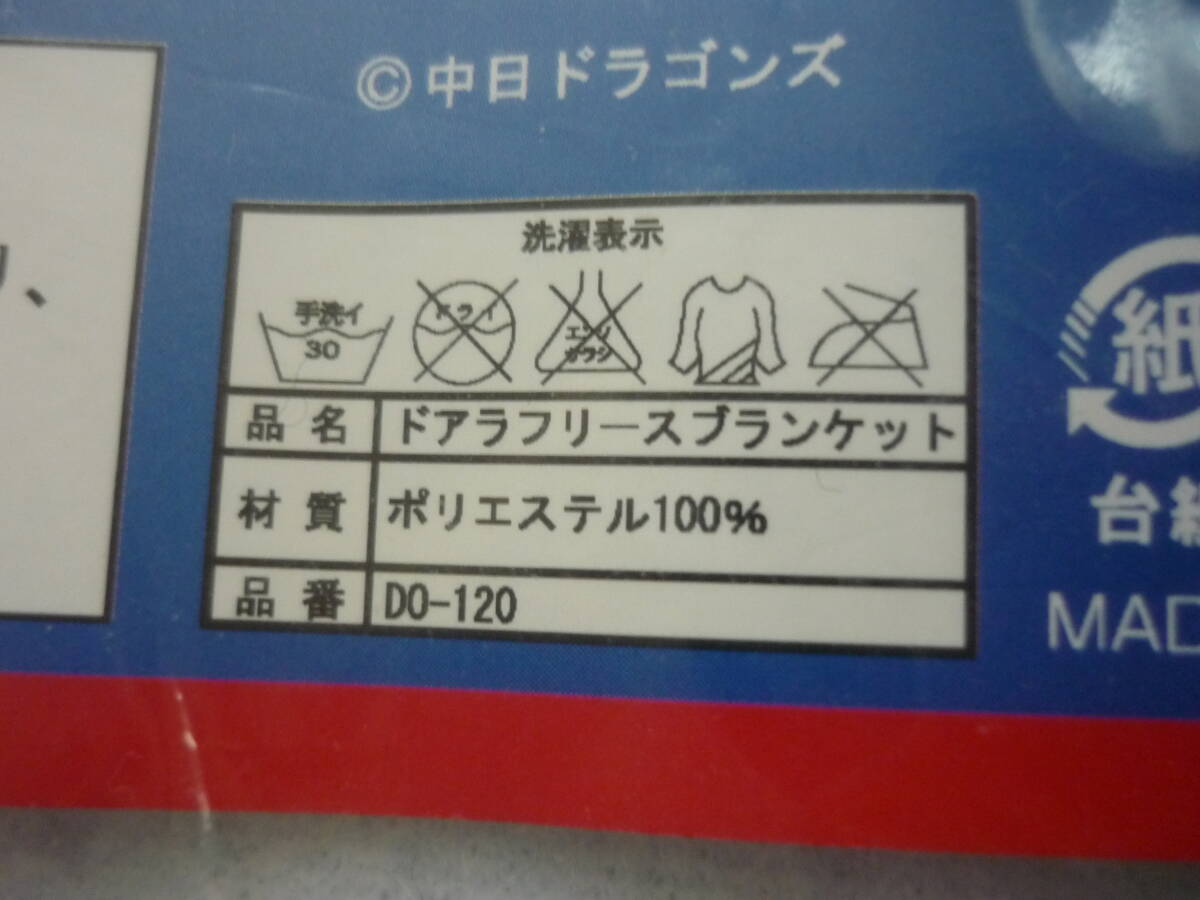 ©中日ドラゴンズ
洗濯表示
手洗イ
30
ドライ
エンソ
サラシ
品名 ドアラフリースブランケット
材質 ポリエステル100%
品番 DO-120
紙
台紙
MAD